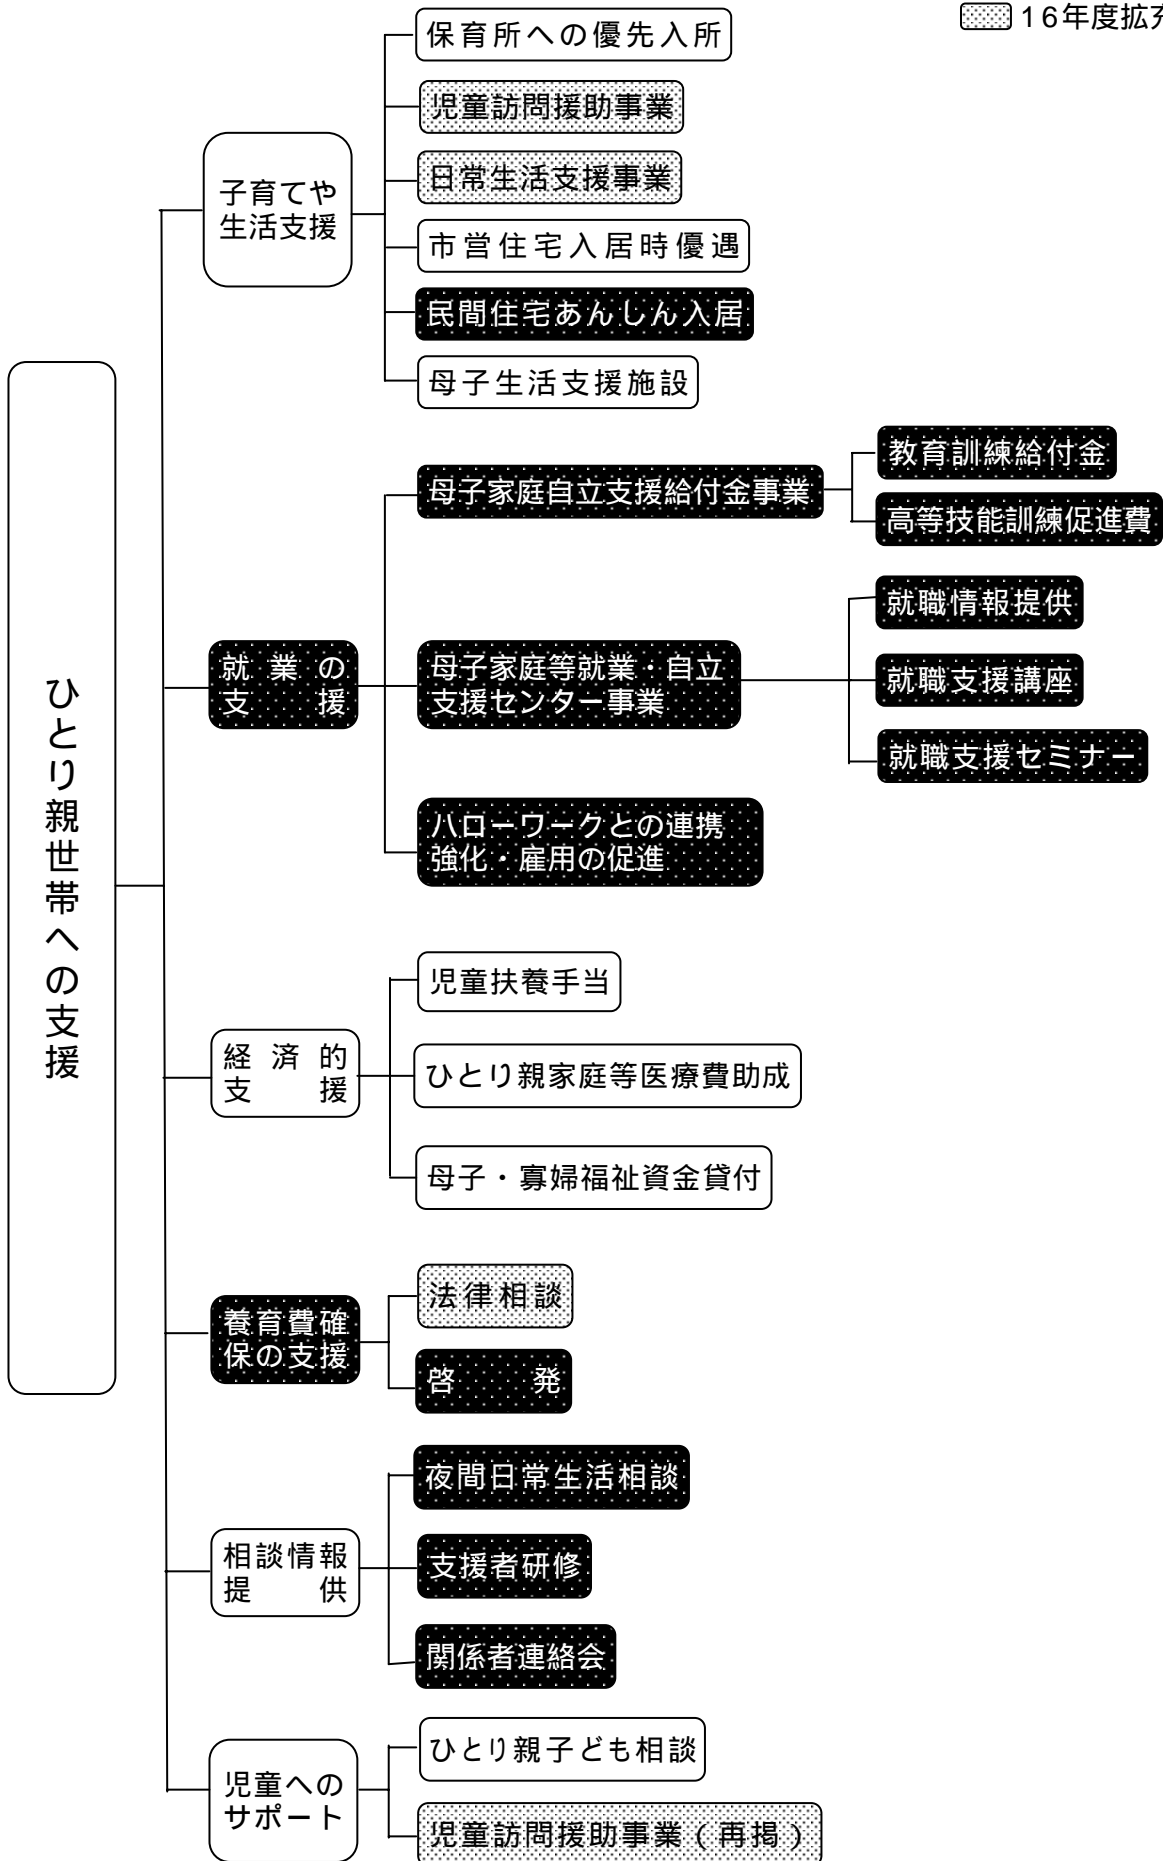 16年度拡充
ひとり親世帯への支援
子育てや
生活支援
保育所への優先入所
児童訪問援助事業
日常生活支援事業
市営住宅入居時優遇
民間住宅あんしん入居
母子生活支援施設
就業の
支援
母子家庭自立支援給付金事業
教育訓練給付金
高等技能訓練促進費
母子家庭等就業・自立
支援センター事業
就職情報提供
就職支援講座
就職支援セミナー
ハローワークとの連携
強化・雇用の促進
経済的
支援
児童扶養手当
ひとり親家庭等医療費助成
母子・寡婦福祉資金貸付
養育費確
保の支援
法律相談
啓発
相談情報
提供
夜間日常生活相談
支援者研修
関係者連絡会
児童への
サポート
ひとり親子ども相談
児童訪問援助事業(再掲)